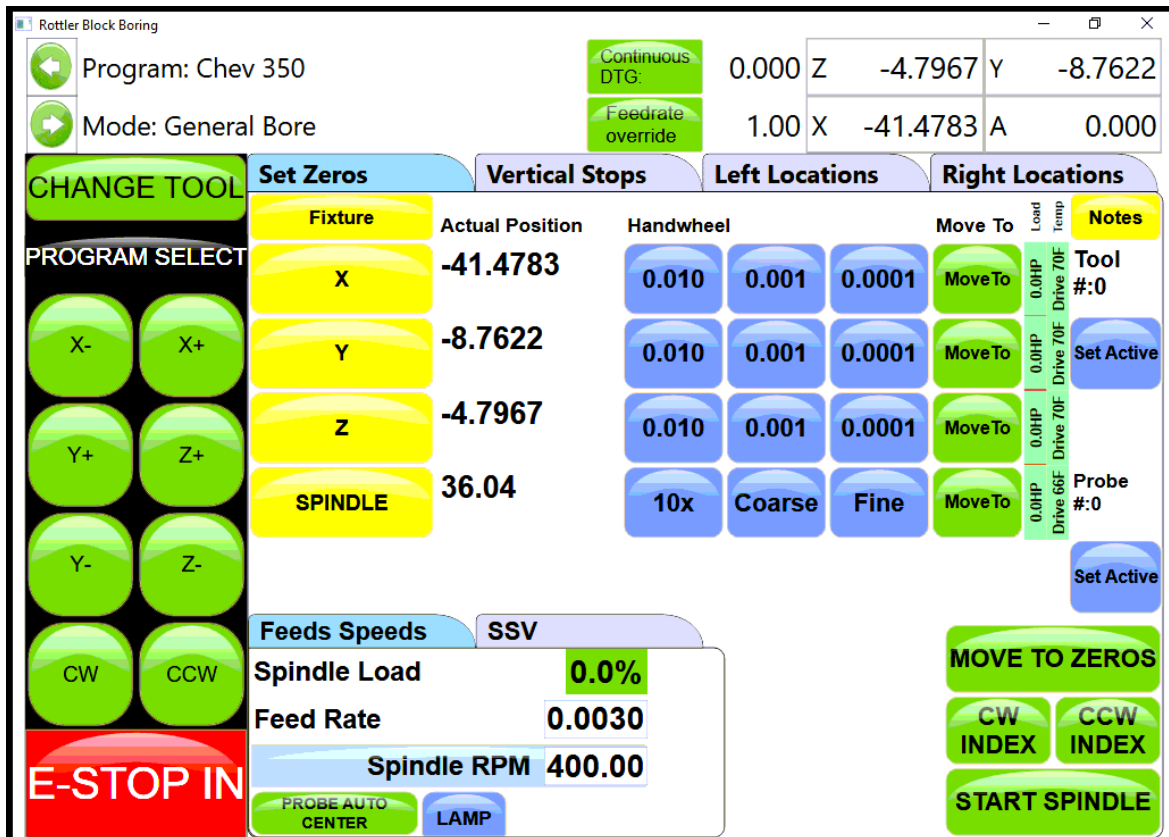 Rottler Block Boring
Program: Chev 350
Continuous DTG:
0.000 Z -4.7967 Y -8.7622
Mode: General Bore
Feedrate override
1.00 X -41.4783 A 0.000
CHANGE TOOL
PROGRAM SELECT
X- X+
Y+ Z+
Y- Z-
CW CCW
E-STOP IN
Set Zeros Vertical Stops Left Locations Right Locations
Fixture Actual Position Handwheel Move To Load Temp Notes
X -41.4783 0.010 0.001 0.0001 MoveTo 0.0HP Drive 70F Tool #:0
Y -8.7622 0.010 0.001 0.0001 MoveTo 0.0HP Drive 70F Set Active
Z -4.7967 0.010 0.001 0.0001 MoveTo 0.0HP Drive 70F
SPINDLE 36.04 10x Coarse Fine MoveTo 0.0HP Drive 66F Probe #:0
Set Active
Feeds Speeds SSV
Spindle Load 0.0%
Feed Rate 0.0030
Spindle RPM 400.00
PROBE AUTO CENTER
LAMP
MOVE TO ZEROS
CW INDEX
CCW INDEX
START SPINDLE